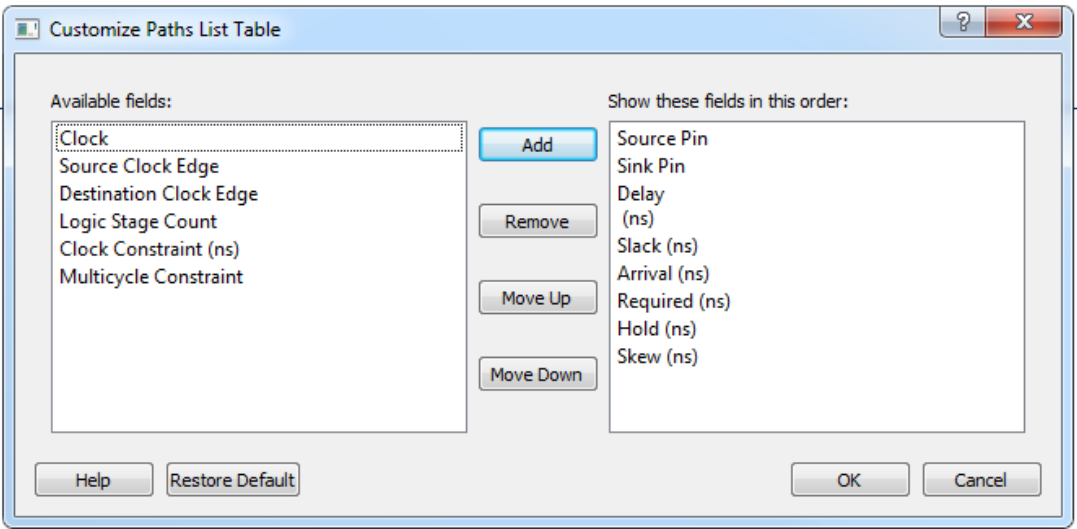 Customize Paths List Table
?
Available fields:
Clock
Source Clock Edge
Destination Clock Edge
Logic Stage Count
Clock Constraint (ns)
Multicycle Constraint
Add
Remove
Move Up
Move Down
Show these fields in this order:
Source Pin
Sink Pin
Delay
(ns)
Slack (ns)
Arrival (ns)
Required (ns)
Hold (ns)
Skew (ns)
Help
Restore Default
OK
Cancel